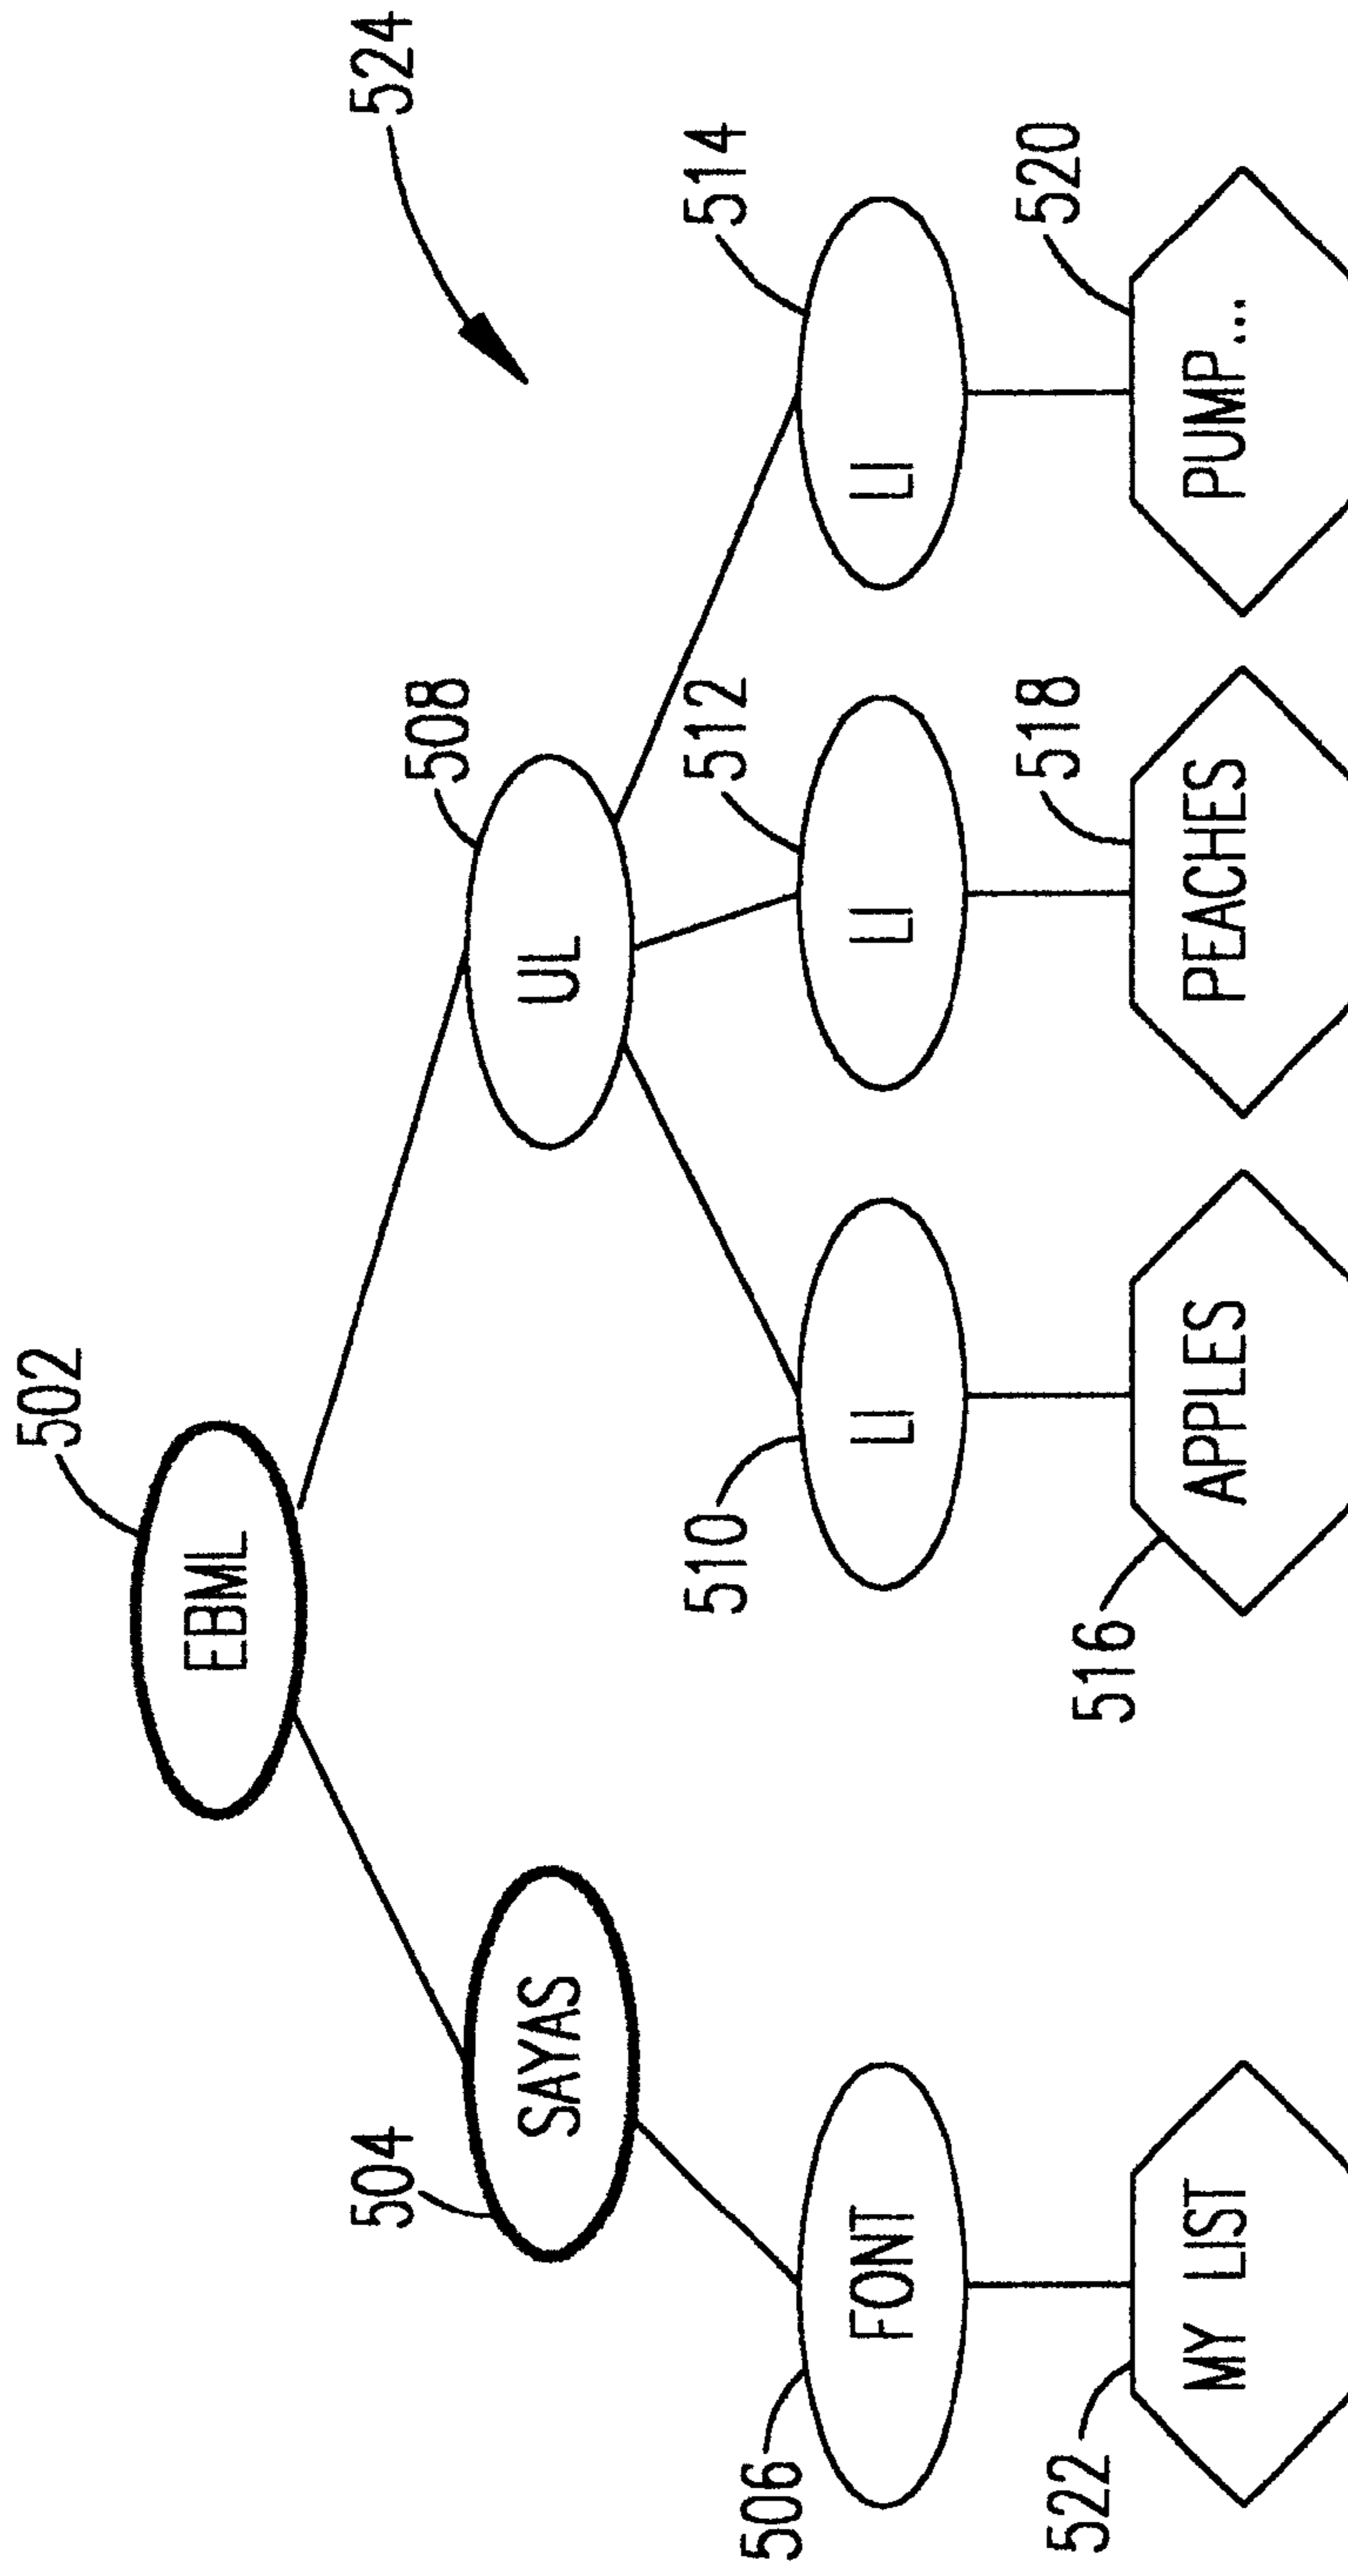 502
EBML
524
504
SAYAS
508
UL
506
FONT
510
LI
512
LI
514
LI
522
MY LIST
516
APPLES
518
PEACHES
520
PUMP...